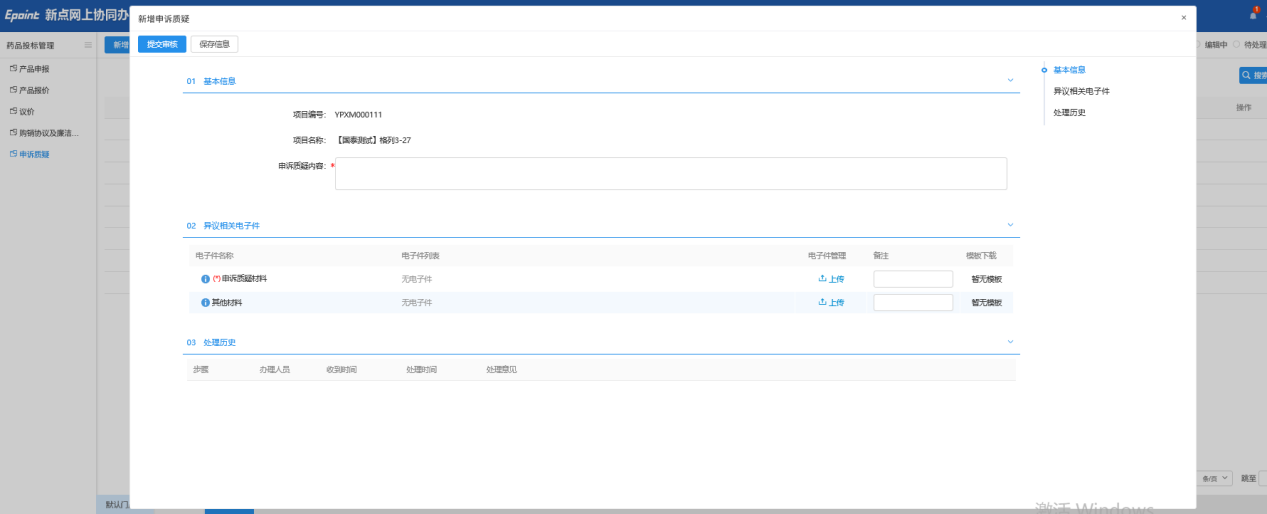 Epoint 新点网上协同办
1
药品投标管理
产品申报
产品报价
议价
购销协议及廉洁...
申诉质疑
新增
编辑中 待处理
搜索
操作
条/页
跳至
默认门
新增申诉质疑
×
提交审核 保存信息
01 基本信息
项目编号: YPXM000111
项目名称: 【国泰测试】格列3-27
申诉质疑内容: *
02 异议相关电子件
电子件名称 电子件列表 电子件管理 备注 模板下载
(*) 申诉质疑材料 无电子件 上传 暂无模板
其他材料 无电子件 上传 暂无模板
03 处理历史
步骤 办理人员 收到时间 处理时间 处理意见
基本信息
异议相关电子件
处理历史
激活 Windows